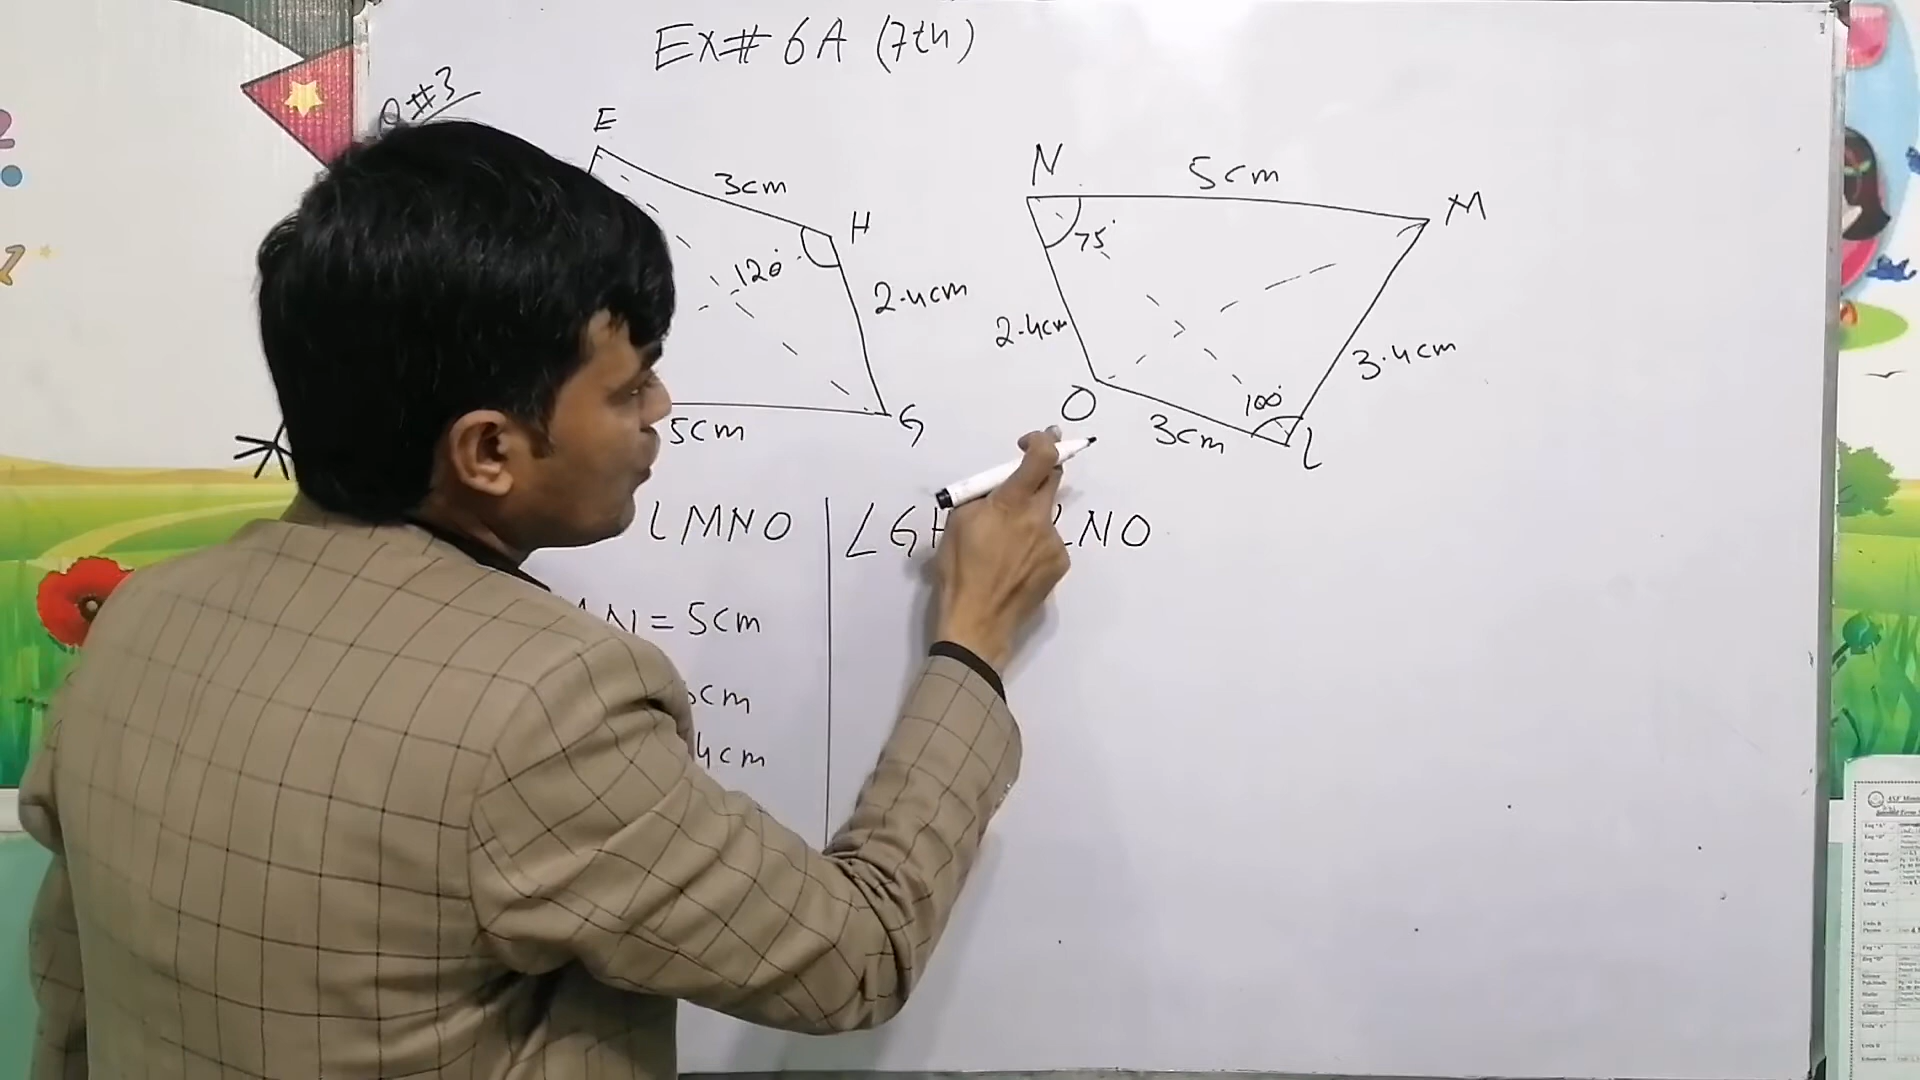 EX# 6A (7th)
Q#3
E
3cm
H
120°
2.4cm
5cm
G
N
5cm
M
75°
2.4cm
3.4cm
O
100°
3cm
L
LMNO
∠GH
NO
N = 5cm
cm
4cm